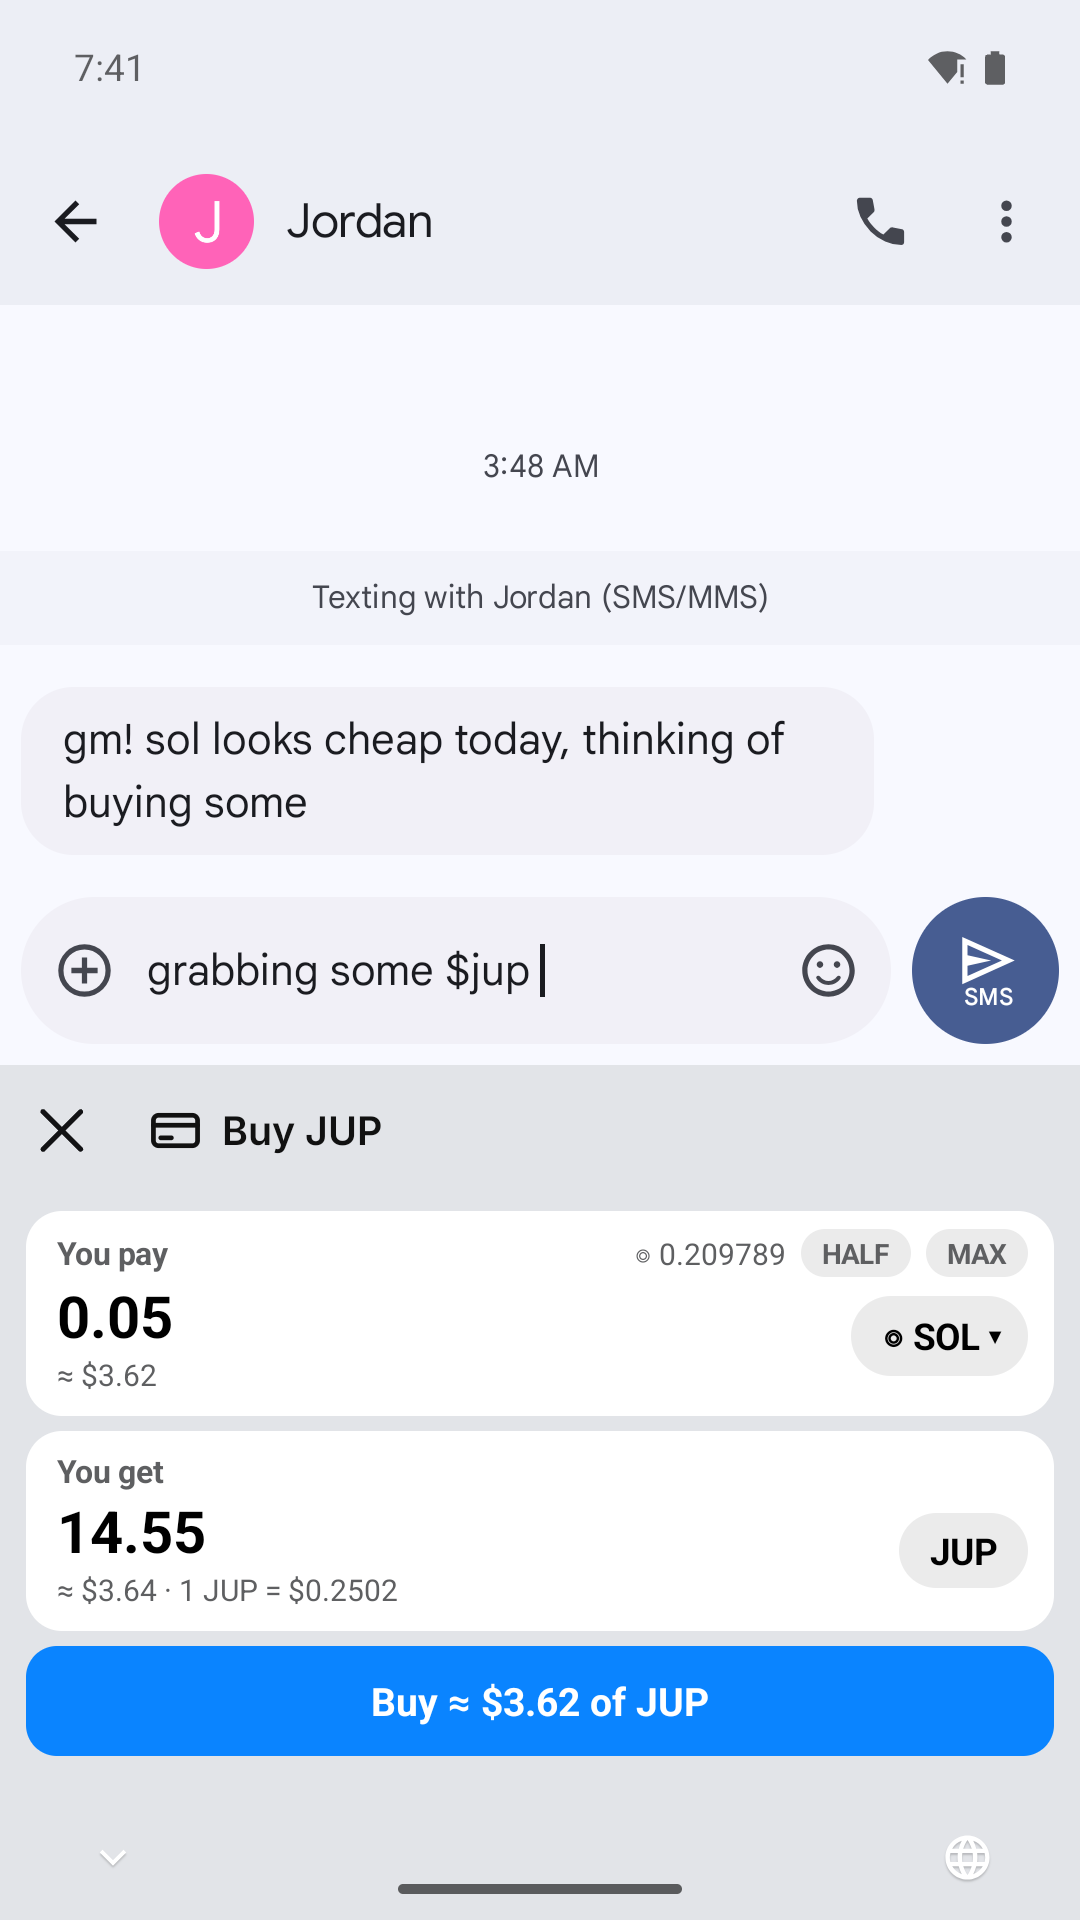 7:41
J Jordan
3:48 AM
Texting with Jordan (SMS/MMS)
gm! sol looks cheap today, thinking of
buying some
grabbing some $jup
SMS
Buy JUP
You pay 0.209789 HALF MAX
0.05
SOL ▾
≈ $3.62
You get
14.55
JUP
≈ $3.64 · 1 JUP = $0.2502
Buy ≈ $3.62 of JUP